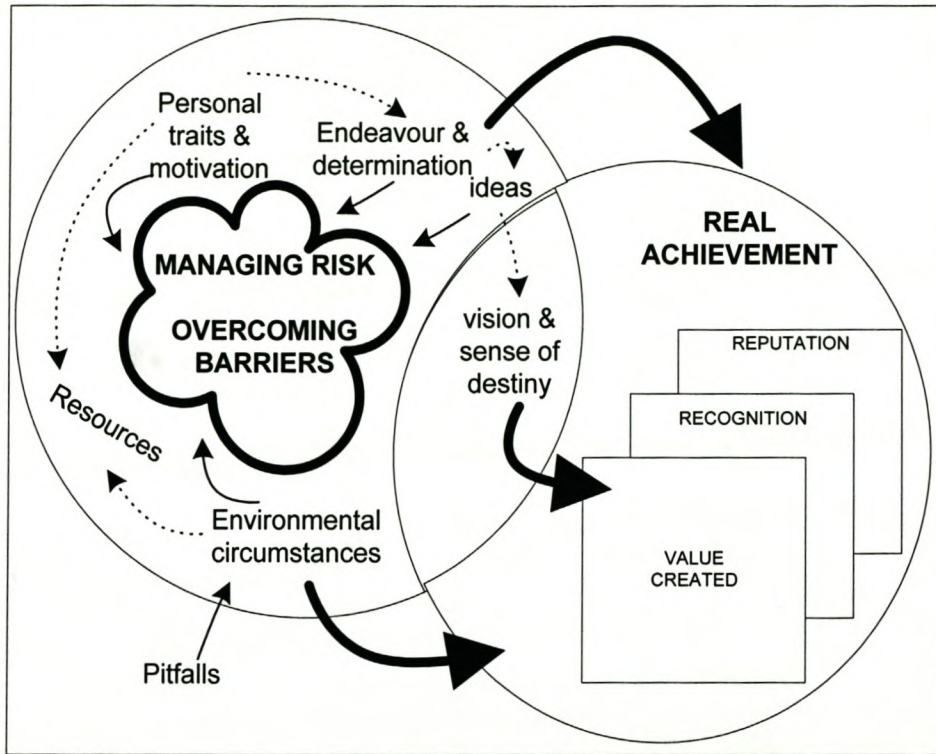 Personal
traits &
motivation
Endeavour &
determination
ideas
MANAGING RISK
OVERCOMING
BARRIERS
Resources
Environmental
circumstances
Pitfalls
vision &
sense of
destiny
REAL
ACHIEVEMENT
REPUTATION
RECOGNITION
VALUE
CREATED